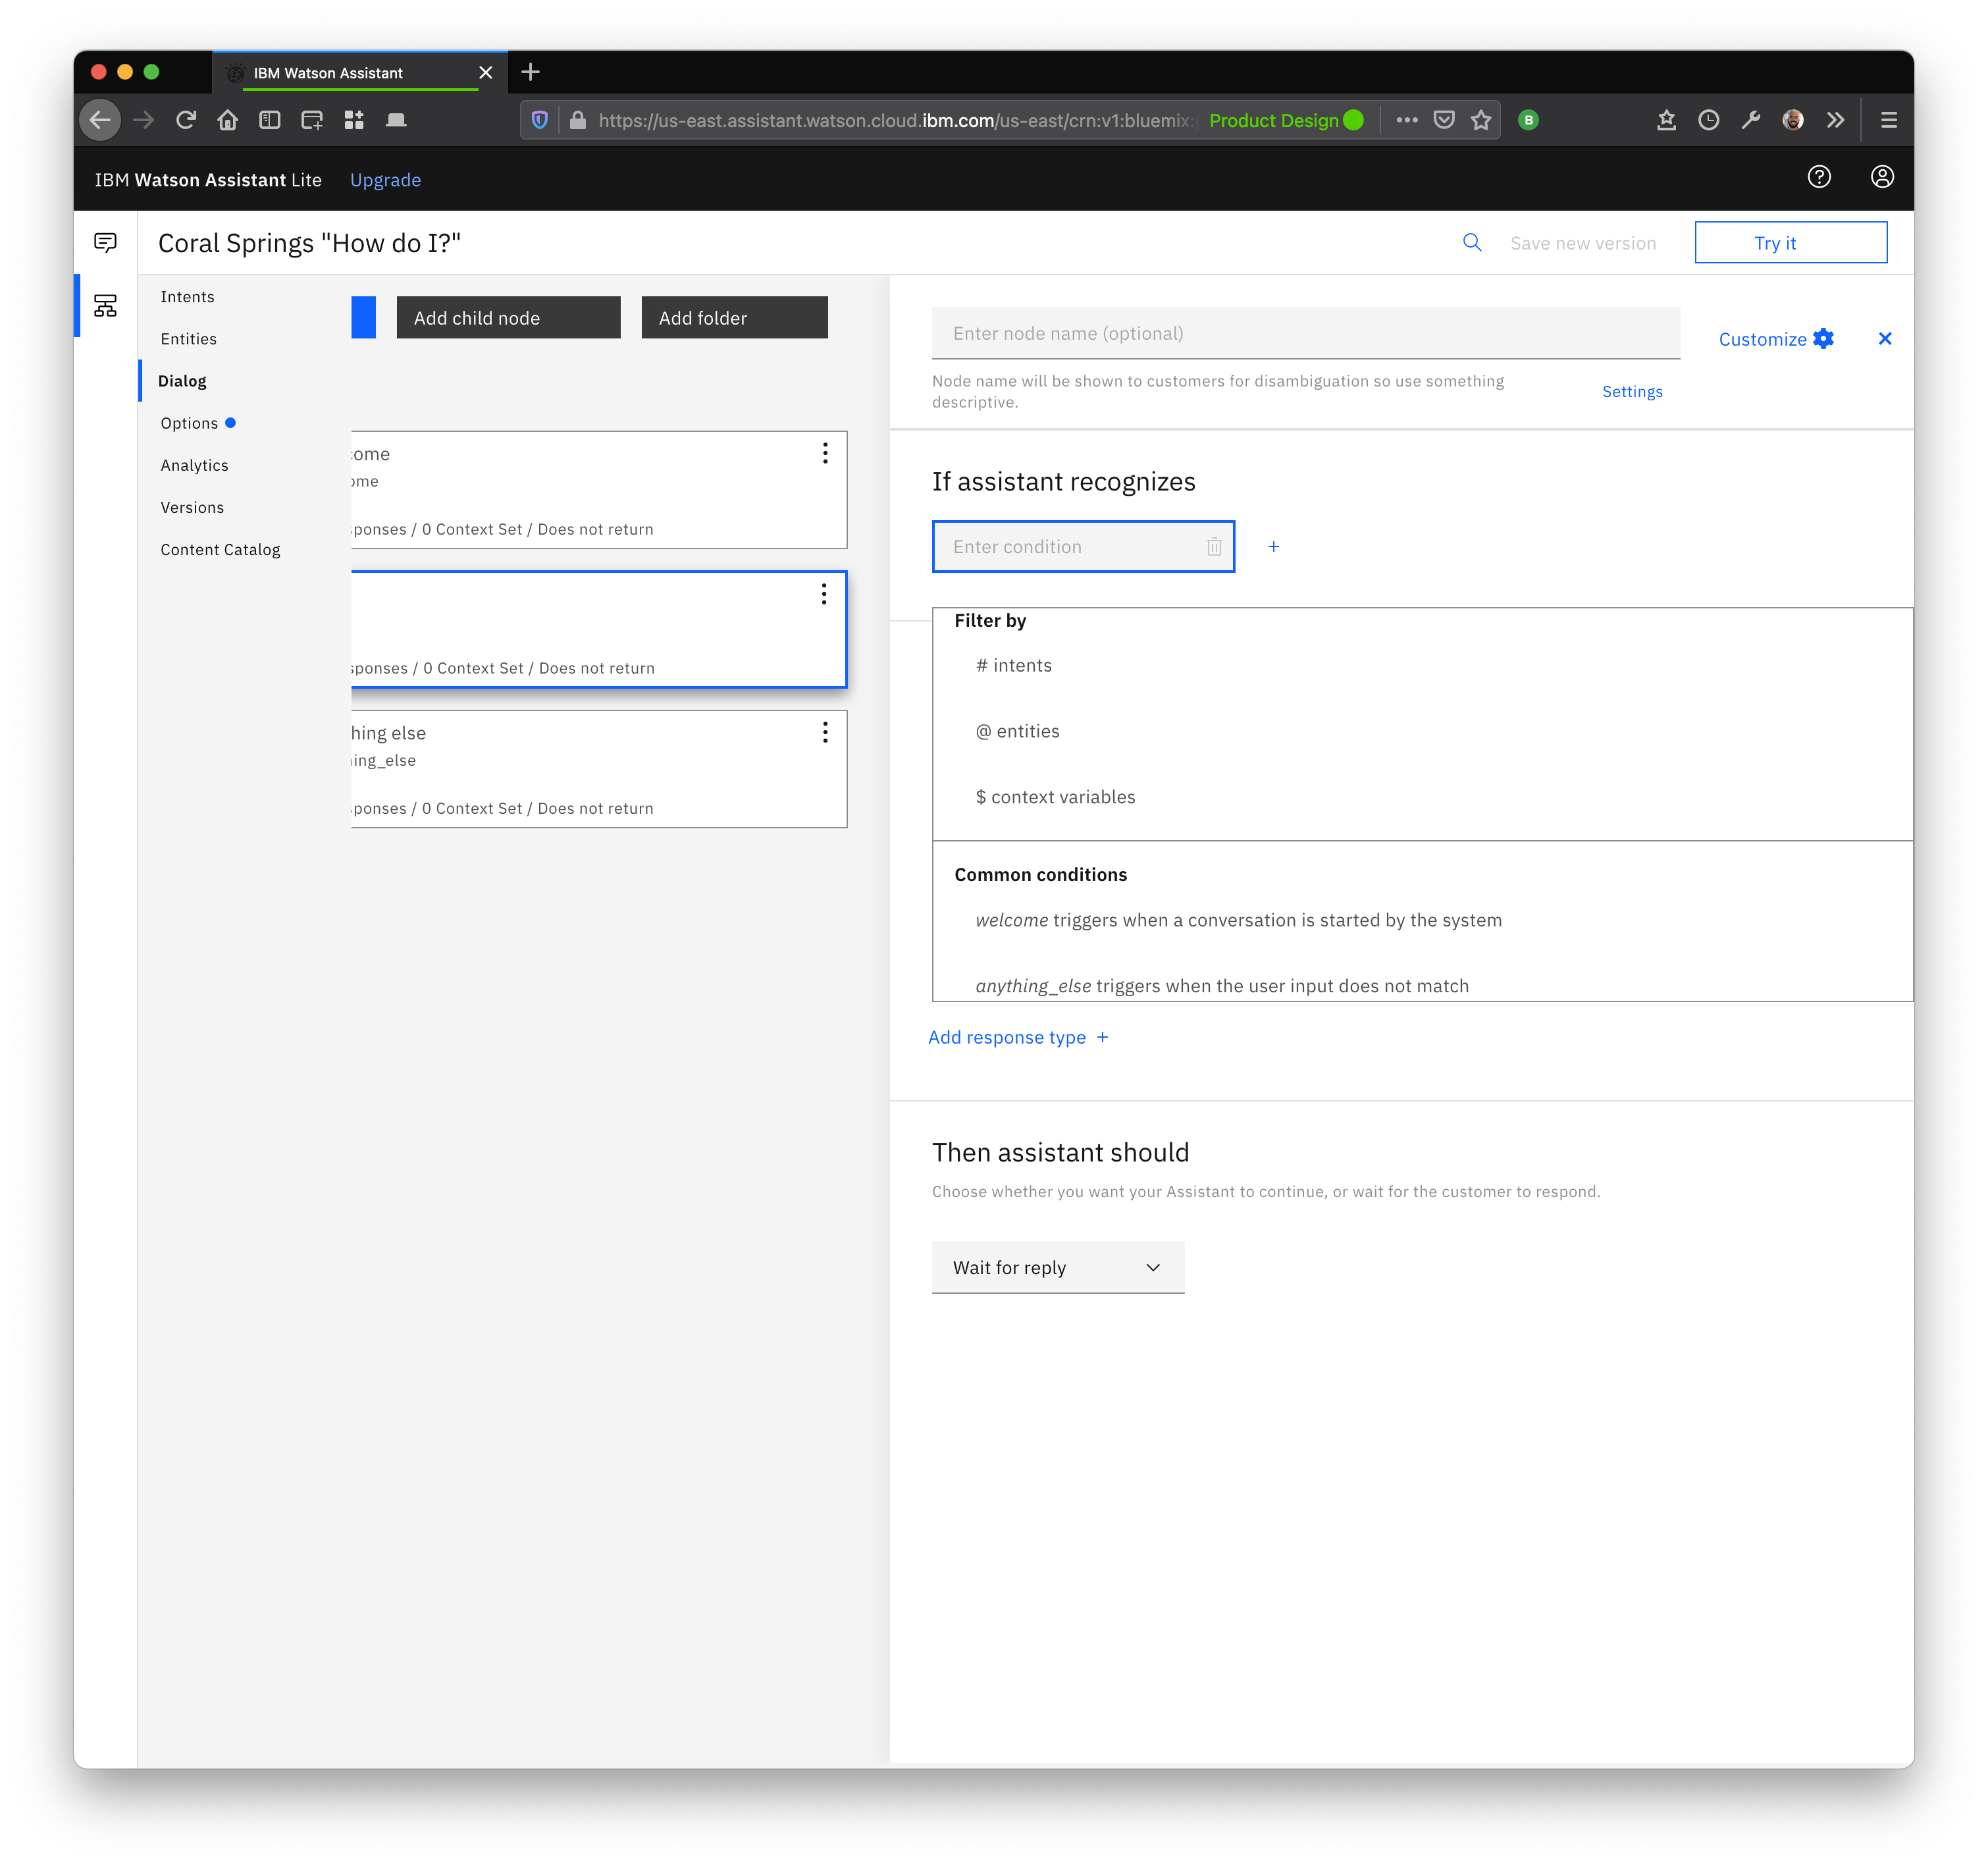 IBM Watson Assistant
https://us-east.assistant.watson.cloud.ibm.com/us-east/crn:v1:bluemix: Product Design
B
IBM Watson Assistant Lite Upgrade
Coral Springs "How do I?"
Save new version
Try it
Intents
Entities
Dialog
Options
Analytics
Versions
Content Catalog
Add child node
Add folder
come
ome
sponses / 0 Context Set / Does not return
sponses / 0 Context Set / Does not return
hing else
hing_else
sponses / 0 Context Set / Does not return
Enter node name (optional)
Customize
Node name will be shown to customers for disambiguation so use something
descriptive.
Settings
If assistant recognizes
Enter condition
Filter by
# intents
@ entities
$ context variables
Common conditions
welcome triggers when a conversation is started by the system
anything_else triggers when the user input does not match
Add response type +
Then assistant should
Choose whether you want your Assistant to continue, or wait for the customer to respond.
Wait for reply